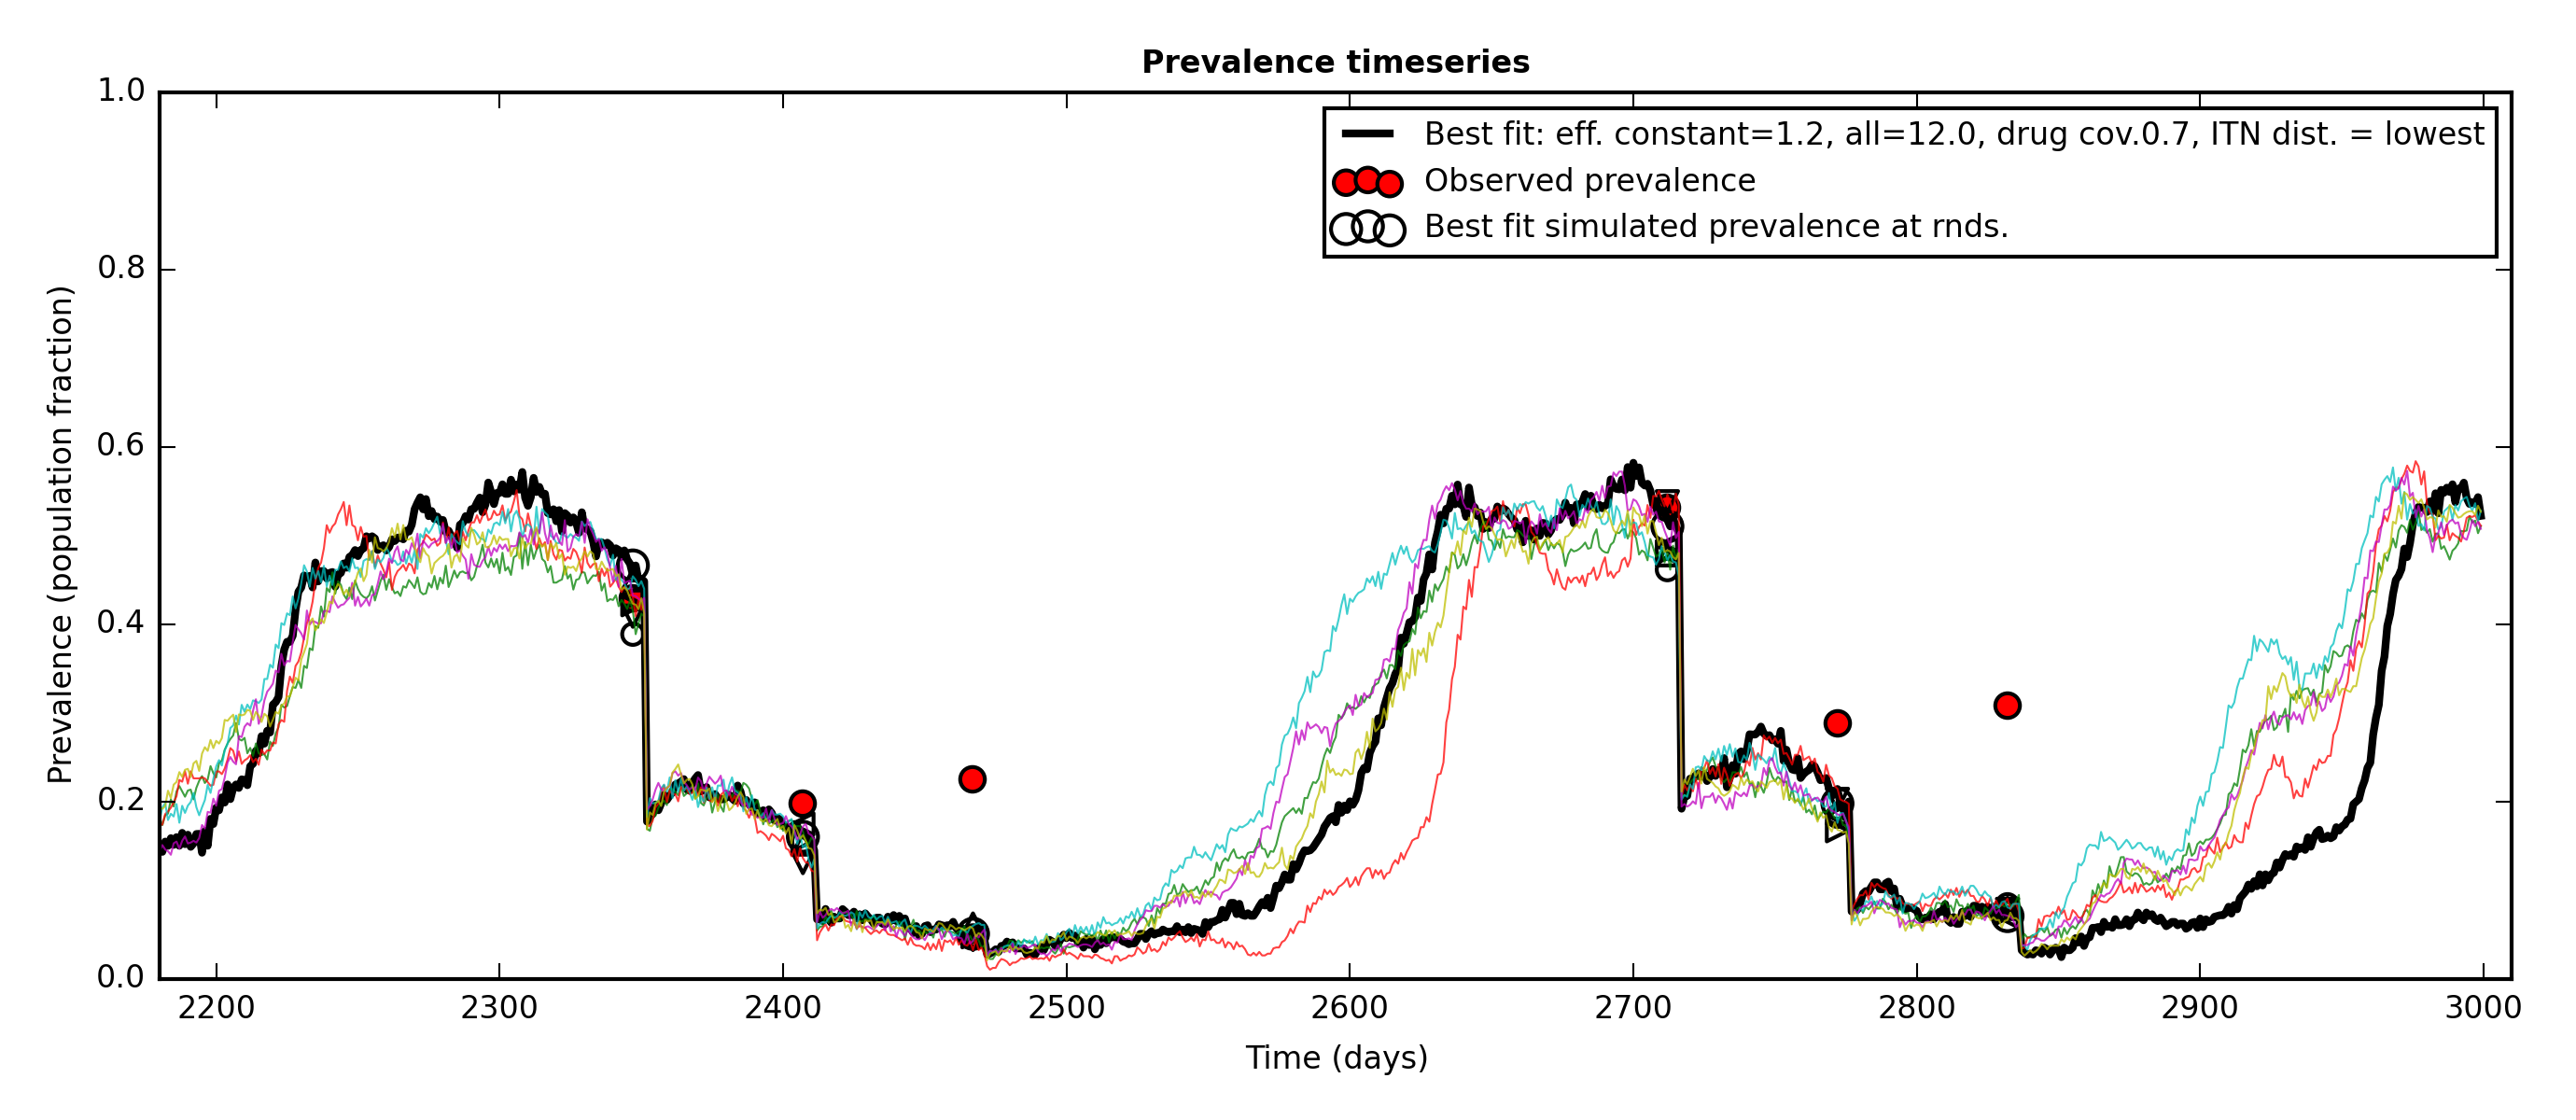 Prevalence timeseries
1.0
0.8
0.6
0.4
0.2
0.0
Prevalence (population fraction)
Best fit: eff. constant=1.2, all=12.0, drug cov.0.7, ITN dist. = lowest
Observed prevalence
Best fit simulated prevalence at rnds.
2200 2300 2400 2500 2600 2700 2800 2900 3000
Time (days)